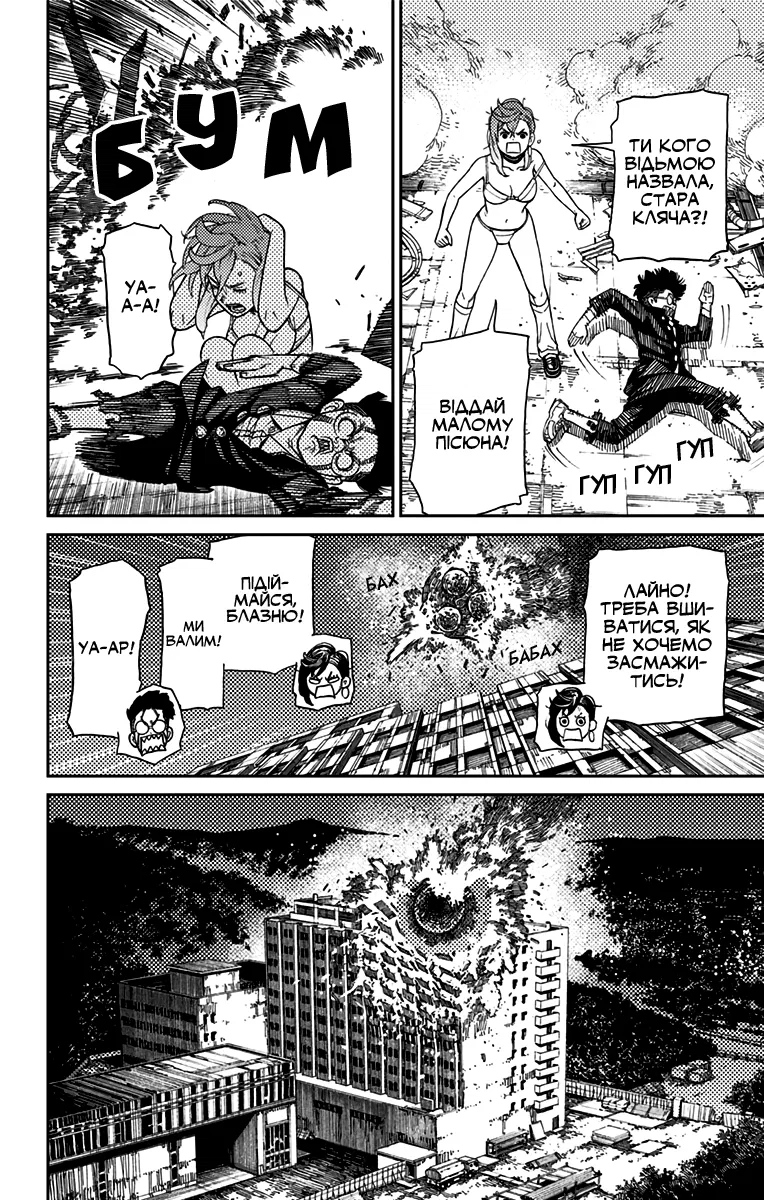 ТИ КОГО
ВІДЬМОЮ
НАЗВАЛА,
СТАРА
КЛЯЧА?!
ВІДДАЙ
МАЛОМУ
ПІСЮНА!
ГУП
ГУП
ГУП
БУМ
УА-
А-А!
ЛАЙНО!
ТРЕБА ВШИ-
ВАТИСЯ, ЯК
НЕ ХОЧЕМО
ЗАСМАЖИ-
ТИСЬ!
БАХ
БАБАХ
ПІДІЙ-
МАЙСЯ,
БЛАЗНЮ!
МИ
ВАЛИМ!
УА-АР!